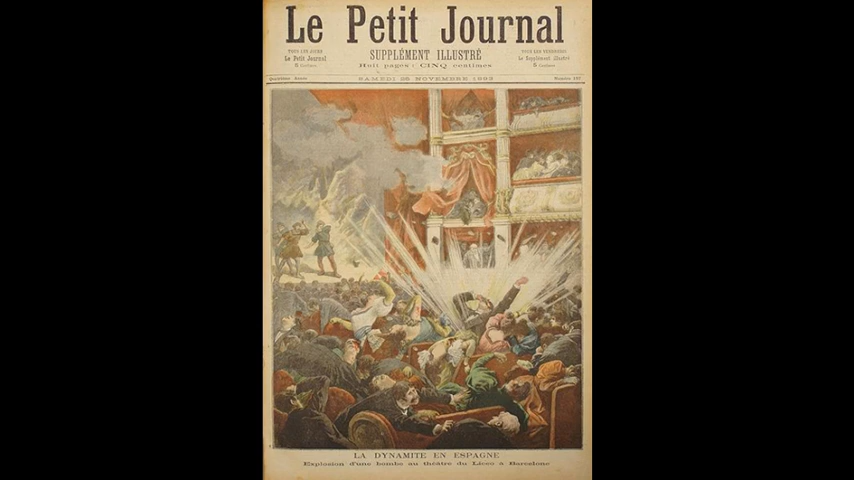 Le Petit Journal
TOUS LES JOURS
Le Petit Journal
5 Centimes
SUPPLÉMENT ILLUSTRÉ
Huit pages : CINQ centimes
TOUS LES VENDREDIS
Le Supplément illustré
5 Centimes
Quatrième Année
SAMEDI 25 NOVEMBRE 1893
LA DYNAMITE EN ESPAGNE
Explosion d'une bombe au théâtre du Liceo à Barcelone